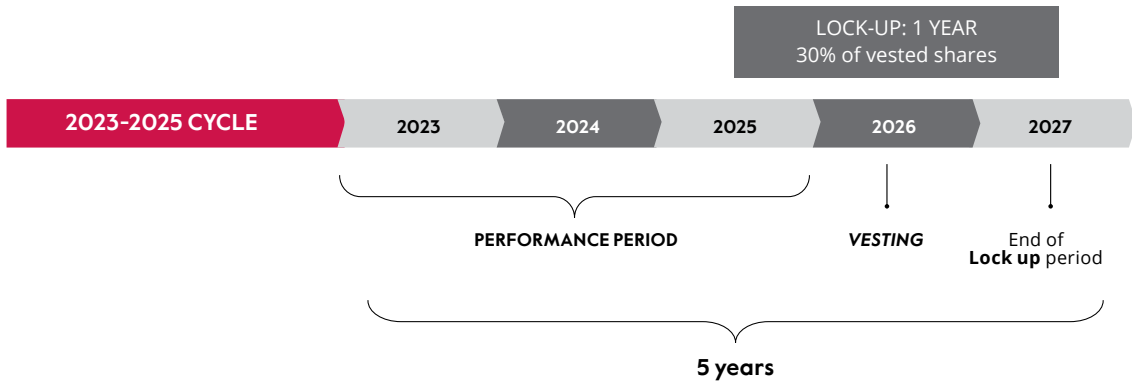 LOCK-UP: 1 YEAR
30% of vested shares
2023-2025 CYCLE
2023
2024
2025
2026
2027
PERFORMANCE PERIOD
VESTING
End of
Lock up period
5 years